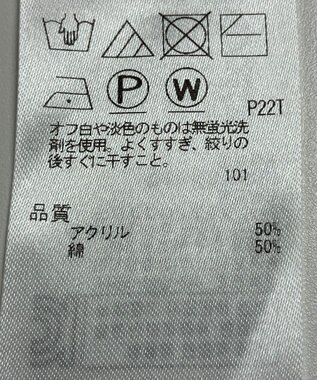 P W
P22T
オフ白や淡色のものは無蛍光洗
剤を使用。よくすすぎ、絞りの
後すぐに干すこと。
101
品質
アクリル 50%
綿 50%